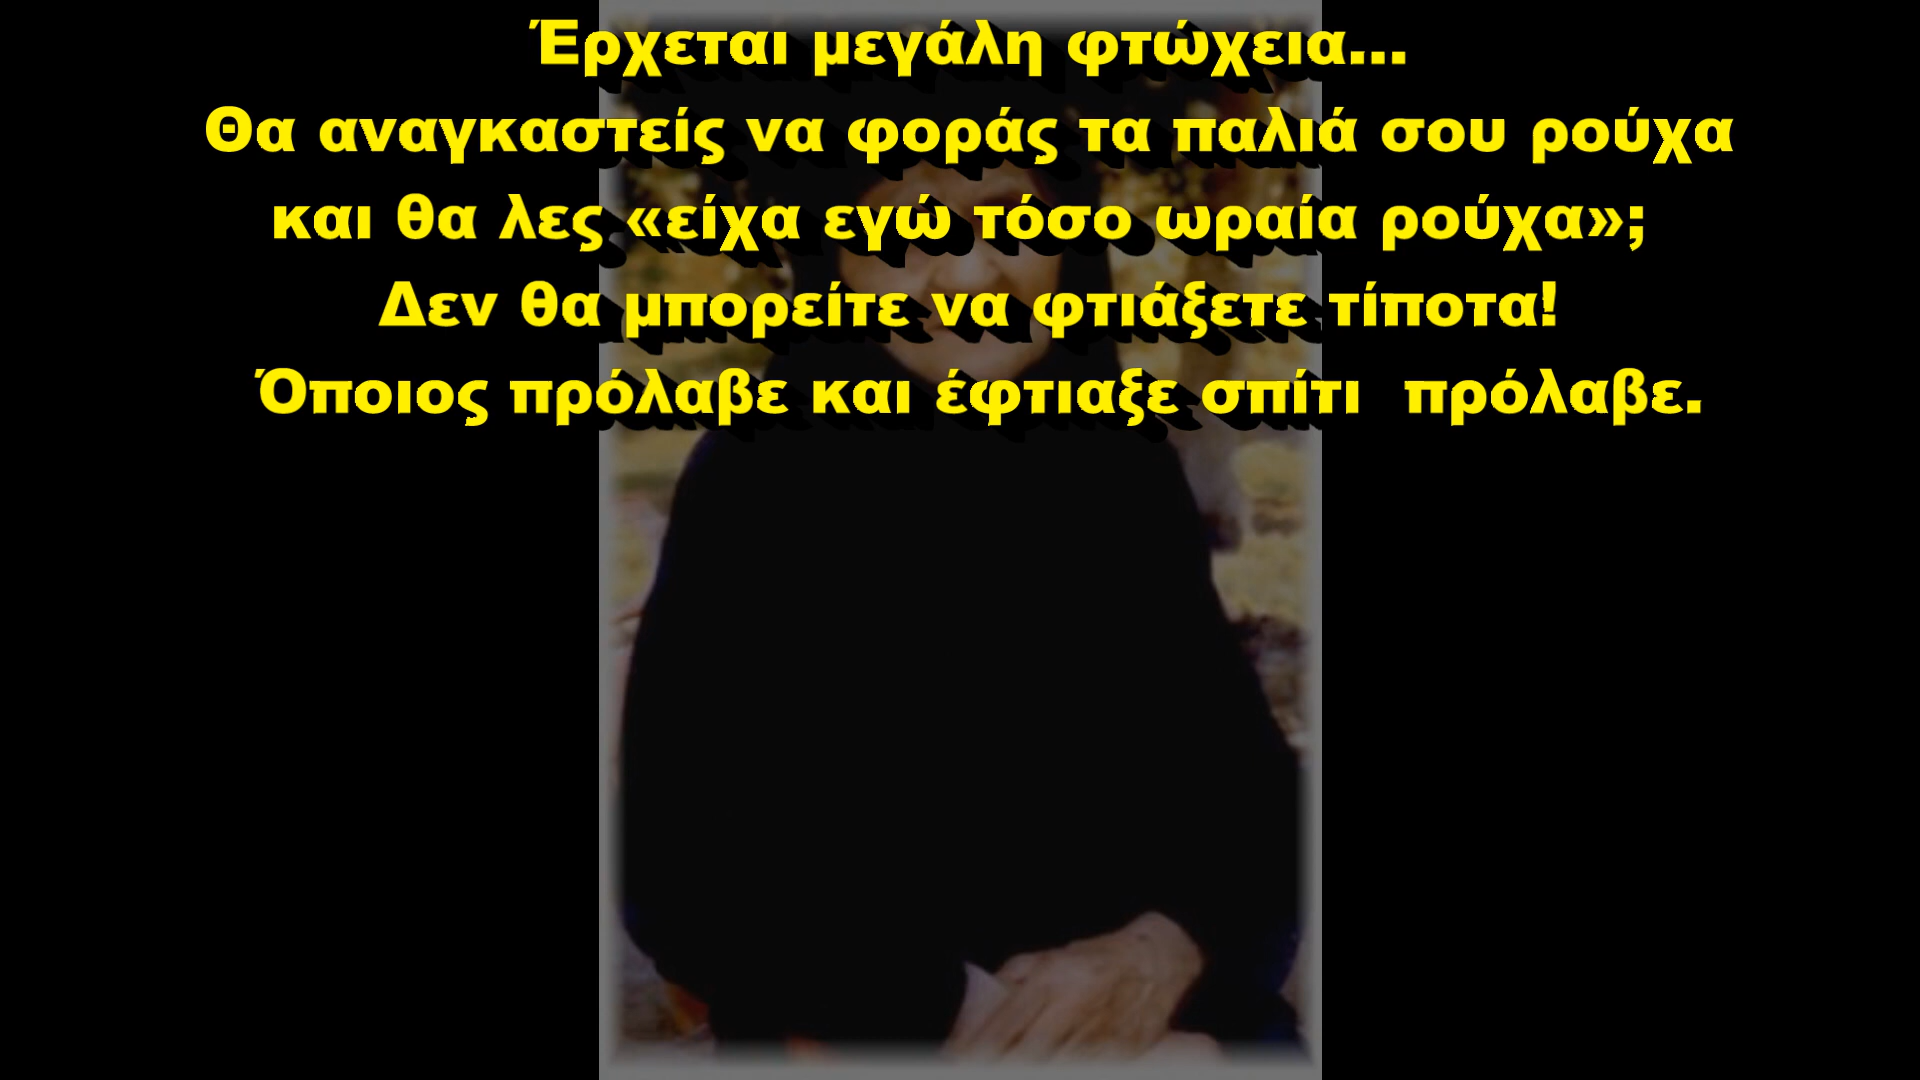 Έρχεται μεγάλη φτώχεια...
Θα αναγκαστείς να φοράς τα παλιά σου ρούχα
και θα λες «είχα εγώ τόσο ωραία ρούχα»;
Δεν θα μπορείτε να φτιάξετε τίποτα!
Όποιος πρόλαβε και έφτιαξε σπίτι πρόλαβε.